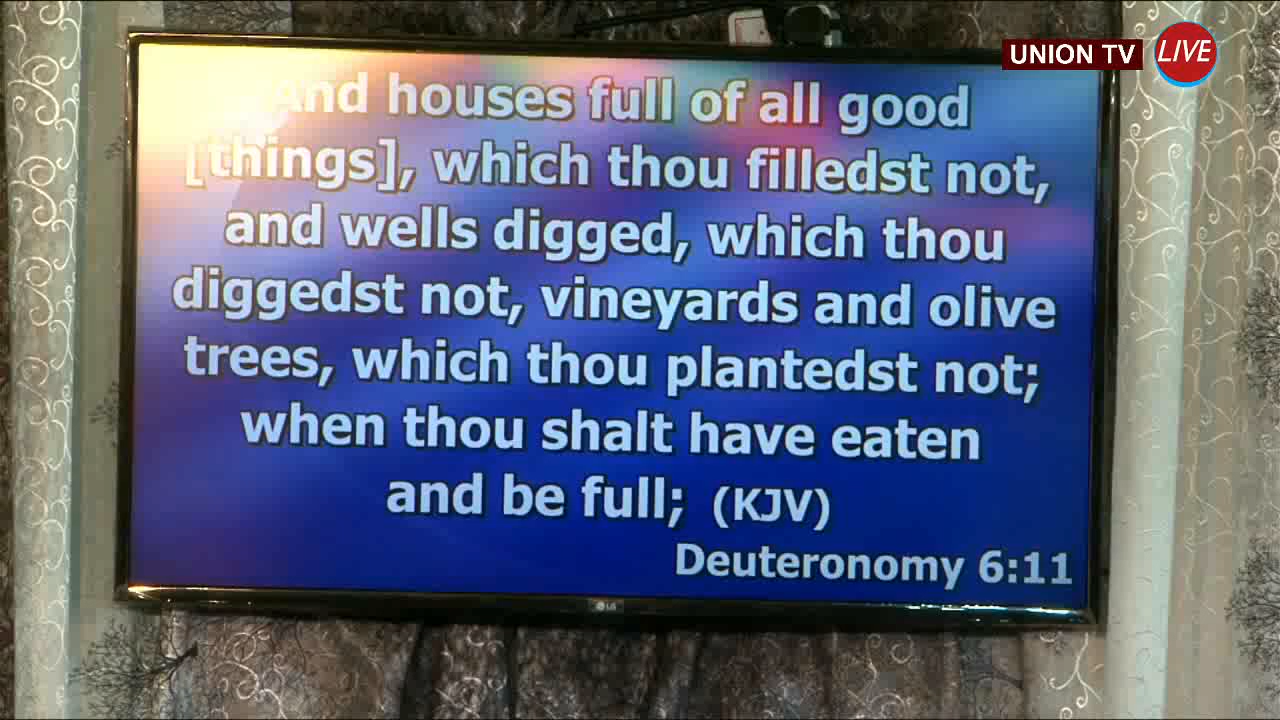 UNION TV LIVE
And houses full of all good
[things], which thou filledst not,
and wells digged, which thou
diggedst not, vineyards and olive
trees, which thou plantedst not;
when thou shalt have eaten
and be full; (KJV)
Deuteronomy 6:11
LG